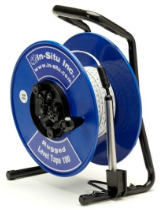 In-Situ Inc.
www.in-situ.com
Rugged
Level Tape 100